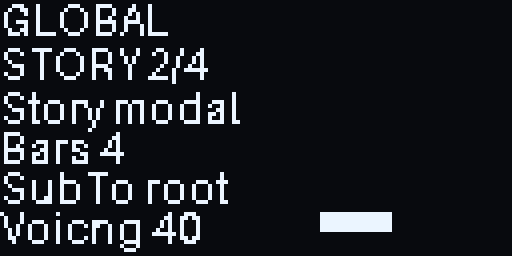 GLOBAL
STORY 2/4
Story modal
Bars 4
SubTo root
Voicng 40